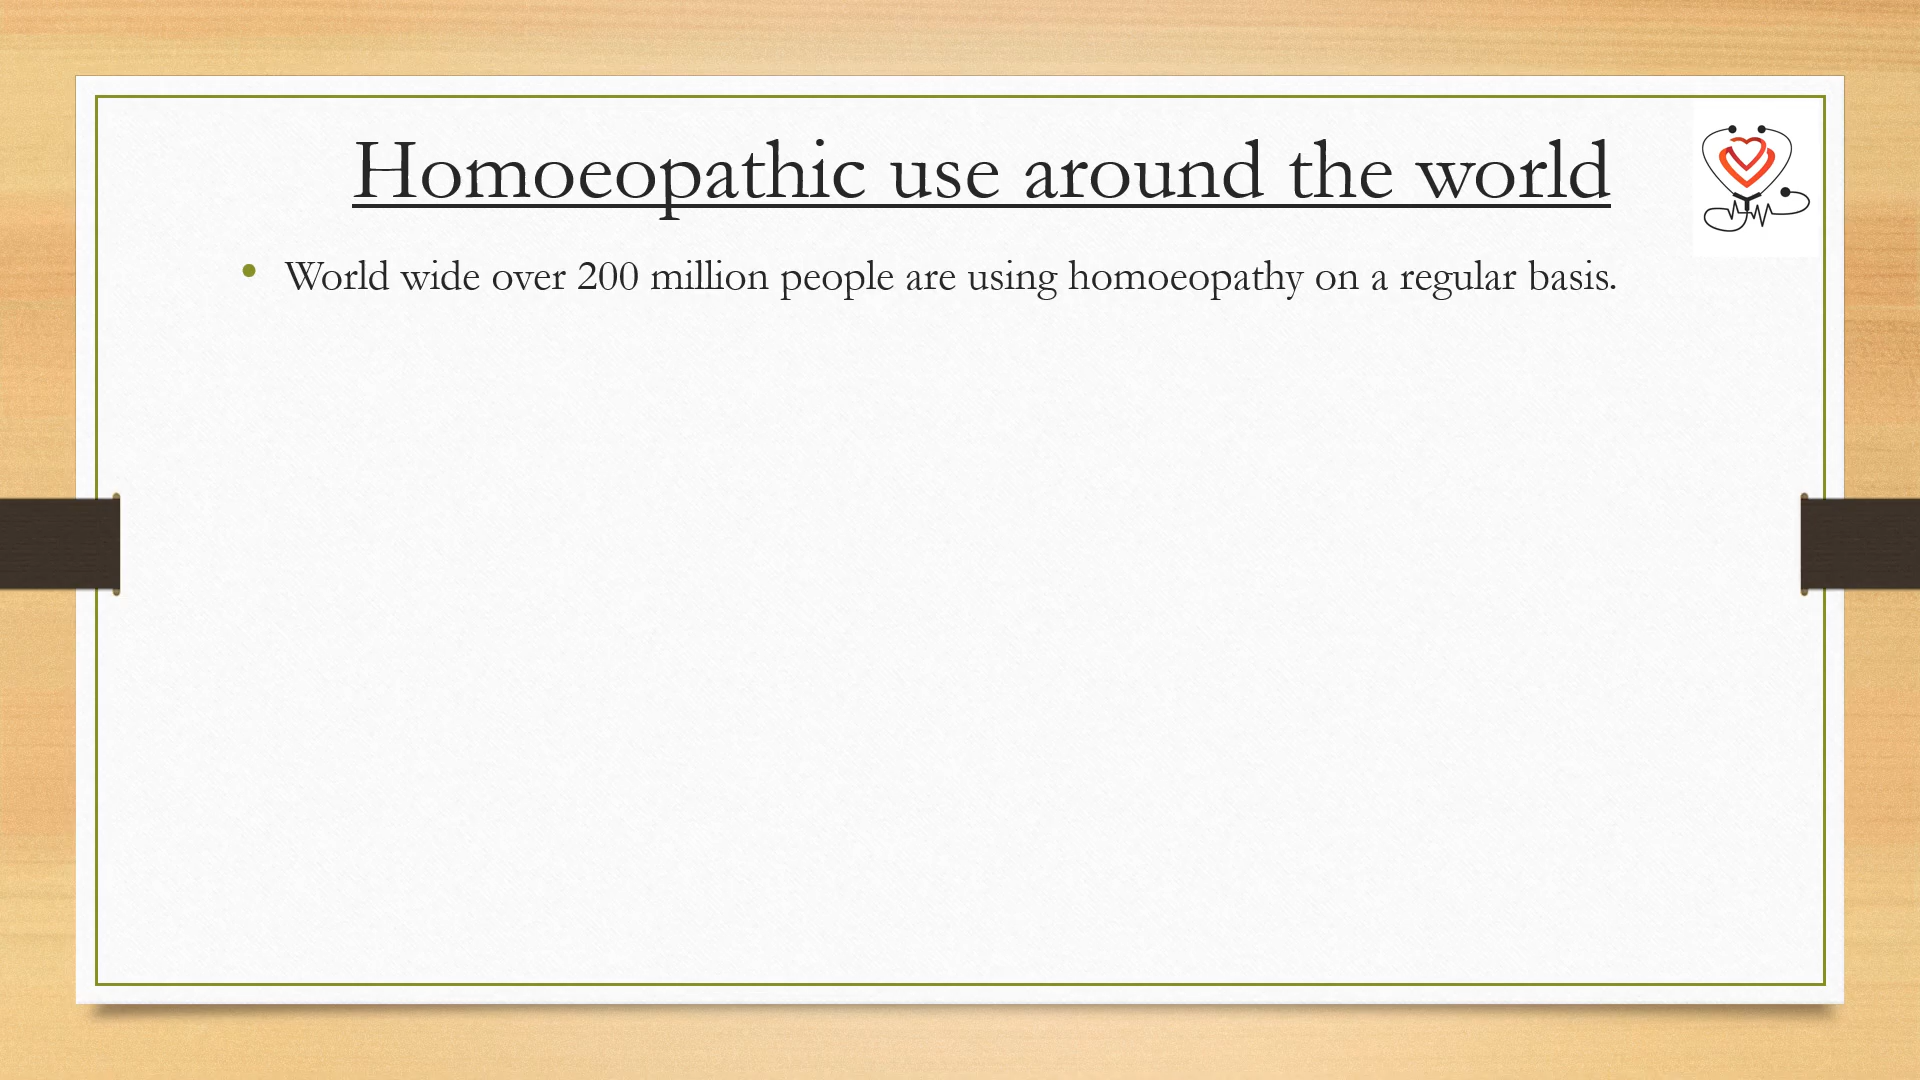 Homoeopathic use around the world
• World wide over 200 million people are using homoeopathy on a regular basis.